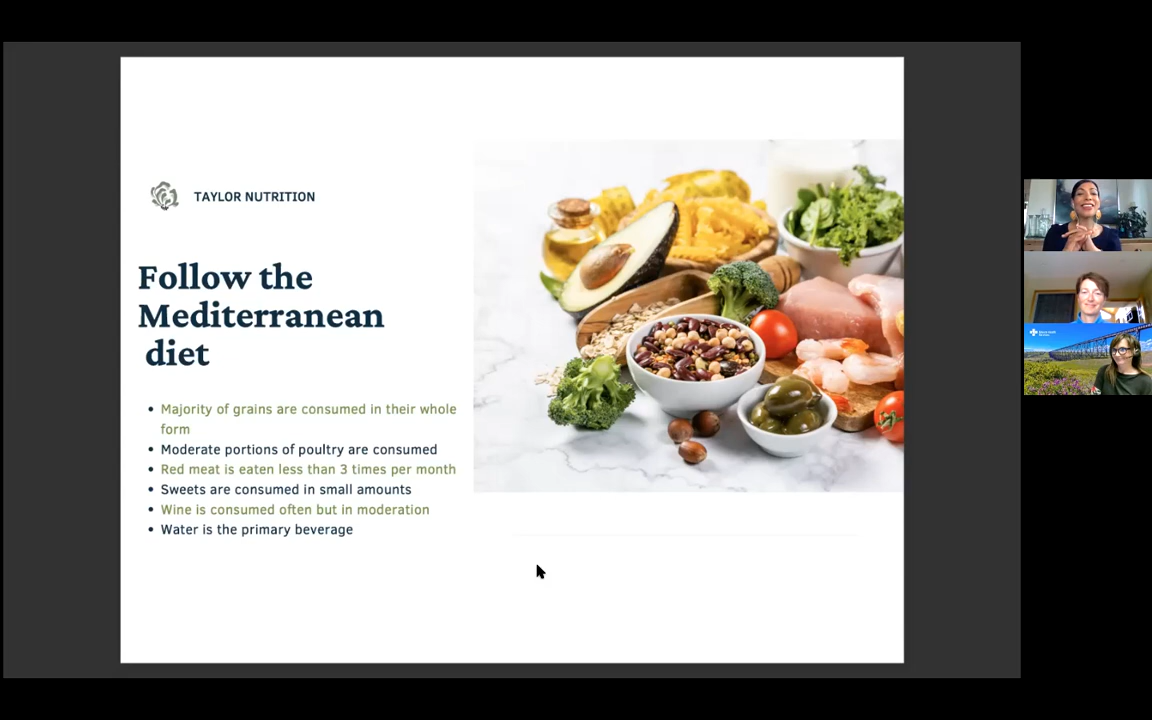 TAYLOR NUTRITION
Follow the
Mediterranean
diet
• Majority of grains are consumed in their whole
form
• Moderate portions of poultry are consumed
• Red meat is eaten less than 3 times per month
• Sweets are consumed in small amounts
• Wine is consumed often but in moderation
• Water is the primary beverage